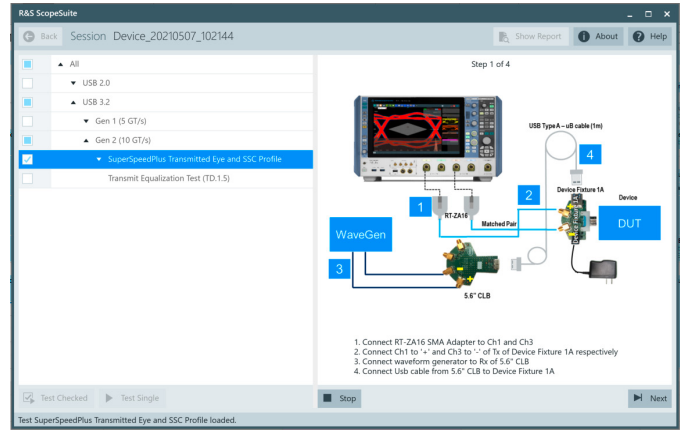 R&S ScopeSuite
Back Session Device_20210507_102144 Show Report About Help
All
USB 2.0
USB 3.2
Gen 1 (5 GT/s)
Gen 2 (10 GT/s)
SuperSpeedPlus Transmitted Eye and SSC Profile
Transmit Equalization Test (TD.1.5)
Step 1 of 4
USB Type A – uB cable (1m)
4
Device Fixture 1A
Device
2
1
RT-ZA16
Matched Pair
Device Fixture 1A
DUT
WaveGen
3
5.6" CLB
1. Connect RT-ZA16 SMA Adapter to Ch1 and Ch3
2. Connect Ch1 to '+' and Ch3 to '-' of Tx of Device Fixture 1A respectively
3. Connect waveform generator to Rx of 5.6" CLB
4. Connect Usb cable from 5.6" CLB to Device Fixture 1A
Test Checked Test Single Stop Next
Test SuperSpeedPlus Transmitted Eye and SSC Profile loaded.